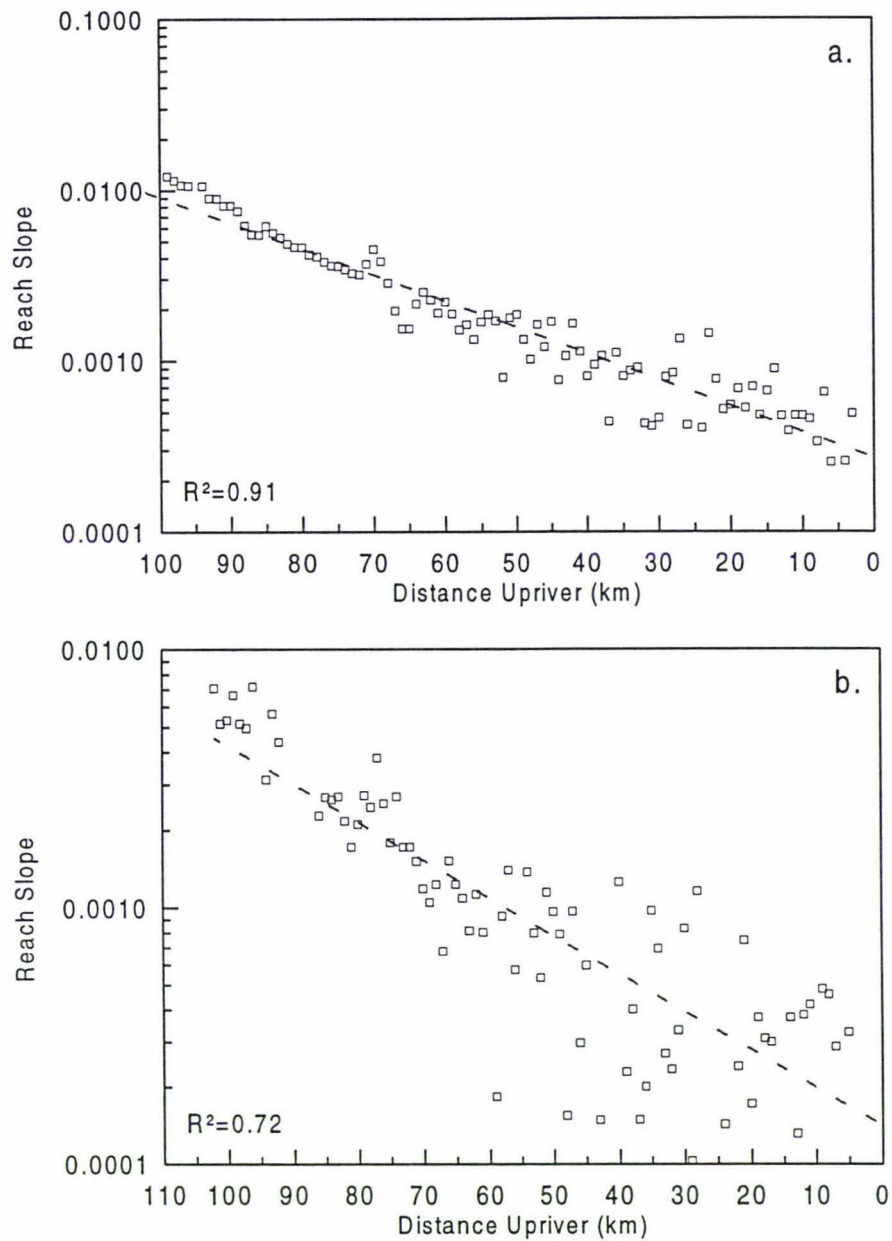 0.1000
a.
0.0100
Reach Slope
0.0010
R²=0.91
0.0001
100 90 80 70 60 50 40 30 20 10 0
Distance Upriver (km)
0.0100
b.
Reach Slope
0.0010
R²=0.72
0.0001
110 100 90 80 70 60 50 40 30 20 10 0
Distance Upriver (km)